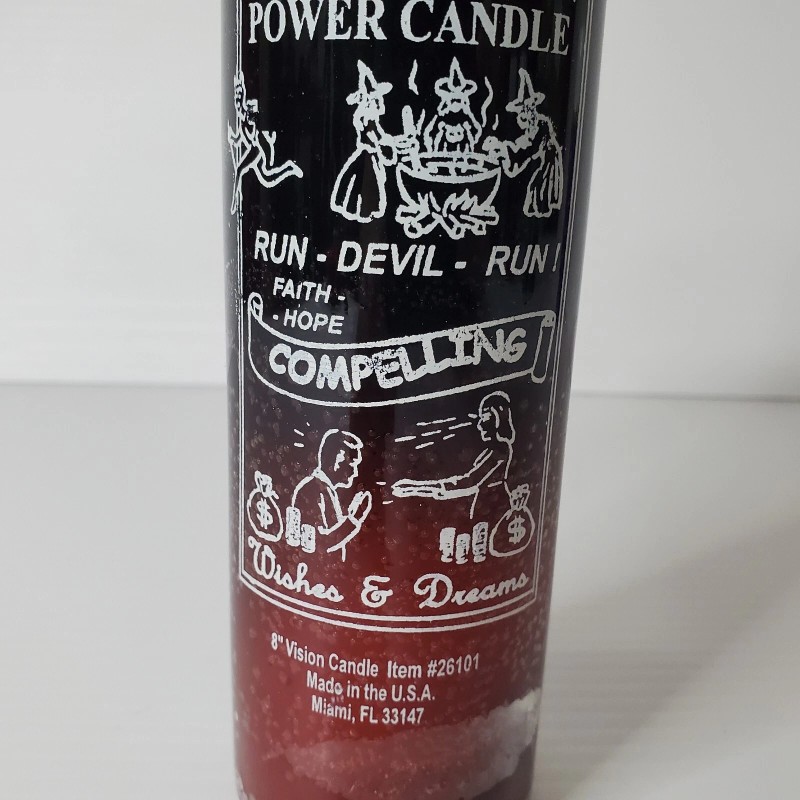 POWER CANDLE
RUN - DEVIL - RUN !
FAITH -
- HOPE
COMPELLING
$ $
Wishes & Dreams
8" Vision Candle Item #26101
Made in the U.S.A.
Miami, FL 33147